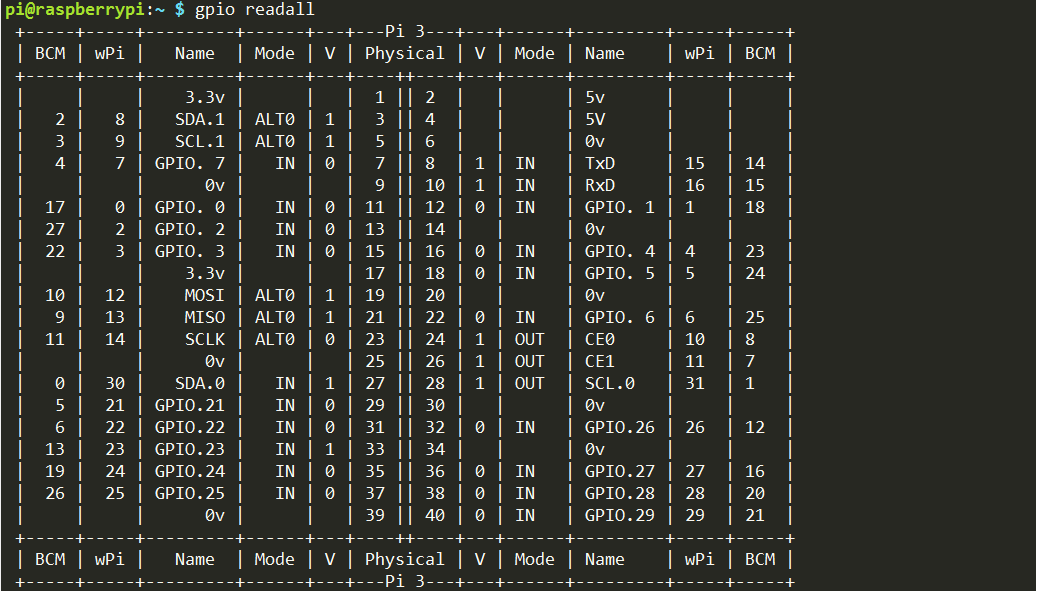 pi@raspberrypi:~ $ gpio readall
+-----+-----+---------+------+---+---Pi 3---+---+------+---------+-----+-----+
| BCM | wPi |   Name  | Mode | V | Physical | V | Mode | Name    | wPi | BCM |
+-----+-----+---------+------+---+----++----+---+------+---------+-----+-----+
|     |     |    3.3v |      |   |  1 || 2  |   |      | 5v      |     |     |
|   2 |   8 |   SDA.1 | ALT0 | 1 |  3 || 4  |   |      | 5V      |     |     |
|   3 |   9 |   SCL.1 | ALT0 | 1 |  5 || 6  |   |      | 0v      |     |     |
|   4 |   7 | GPIO. 7 |   IN | 0 |  7 || 8  | 1 | IN   | TxD     | 15  | 14  |
|     |     |      0v |      |   |  9 || 10 | 1 | IN   | RxD     | 16  | 15  |
|  17 |   0 | GPIO. 0 |   IN | 0 | 11 || 12 | 0 | IN   | GPIO. 1 | 1   | 18  |
|  27 |   2 | GPIO. 2 |   IN | 0 | 13 || 14 |   |      | 0v      |     |     |
|  22 |   3 | GPIO. 3 |   IN | 0 | 15 || 16 | 0 | IN   | GPIO. 4 | 4   | 23  |
|     |     |    3.3v |      |   | 17 || 18 | 0 | IN   | GPIO. 5 | 5   | 24  |
|  10 |  12 |    MOSI | ALT0 | 1 | 19 || 20 |   |      | 0v      |     |     |
|   9 |  13 |    MISO | ALT0 | 1 | 21 || 22 | 0 | IN   | GPIO. 6 | 6   | 25  |
|  11 |  14 |    SCLK | ALT0 | 0 | 23 || 24 | 1 | OUT  | CE0     | 10  | 8   |
|     |     |      0v |      |   | 25 || 26 | 1 | OUT  | CE1     | 11  | 7   |
|   0 |  30 |   SDA.0 |   IN | 1 | 27 || 28 | 1 | OUT  | SCL.0   | 31  | 1   |
|   5 |  21 | GPIO.21 |   IN | 0 | 29 || 30 |   |      | 0v      |     |     |
|   6 |  22 | GPIO.22 |   IN | 0 | 31 || 32 | 0 | IN   | GPIO.26 | 26  | 12  |
|  13 |  23 | GPIO.23 |   IN | 1 | 33 || 34 |   |      | 0v      |     |     |
|  19 |  24 | GPIO.24 |   IN | 0 | 35 || 36 | 0 | IN   | GPIO.27 | 27  | 16  |
|  26 |  25 | GPIO.25 |   IN | 0 | 37 || 38 | 0 | IN   | GPIO.28 | 28  | 20  |
|     |     |      0v |      |   | 39 || 40 | 0 | IN   | GPIO.29 | 29  | 21  |
+-----+-----+---------+------+---+----++----+---+------+---------+-----+-----+
| BCM | wPi |   Name  | Mode | V | Physical | V | Mode | Name    | wPi | BCM |
+-----+-----+---------+------+---+---Pi 3---+---+------+---------+-----+-----+